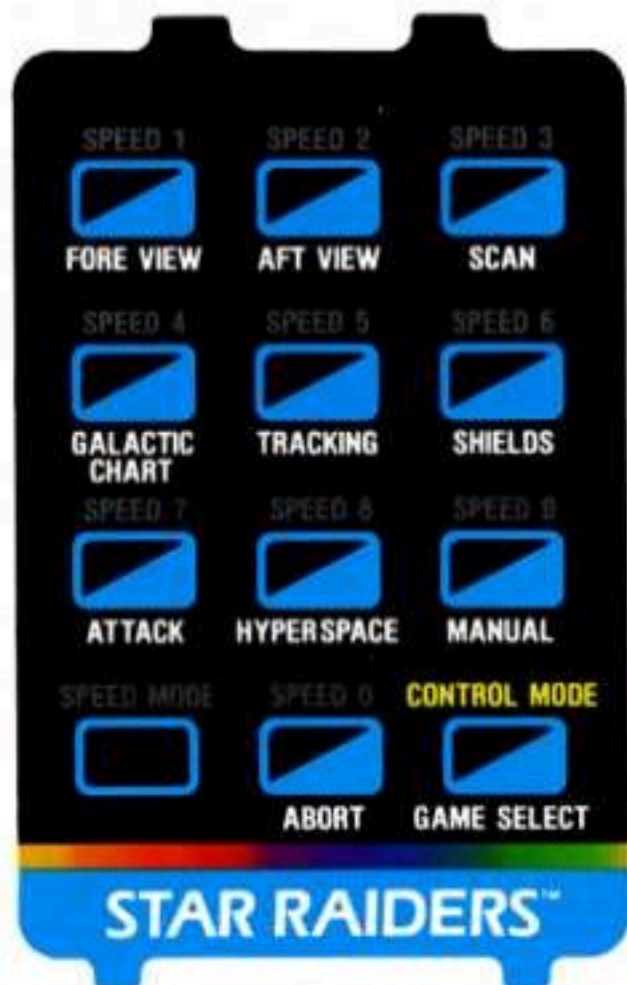 SPEED 1 SPEED 2 SPEED 3
FORE VIEW AFT VIEW SCAN
SPEED 4 SPEED 5 SPEED 6
GALACTIC
CHART TRACKING SHIELDS
SPEED 7 SPEED 8 SPEED 9
ATTACK HYPERSPACE MANUAL
SPEED MODE SPEED 0 CONTROL MODE
ABORT GAME SELECT
STAR RAIDERS™